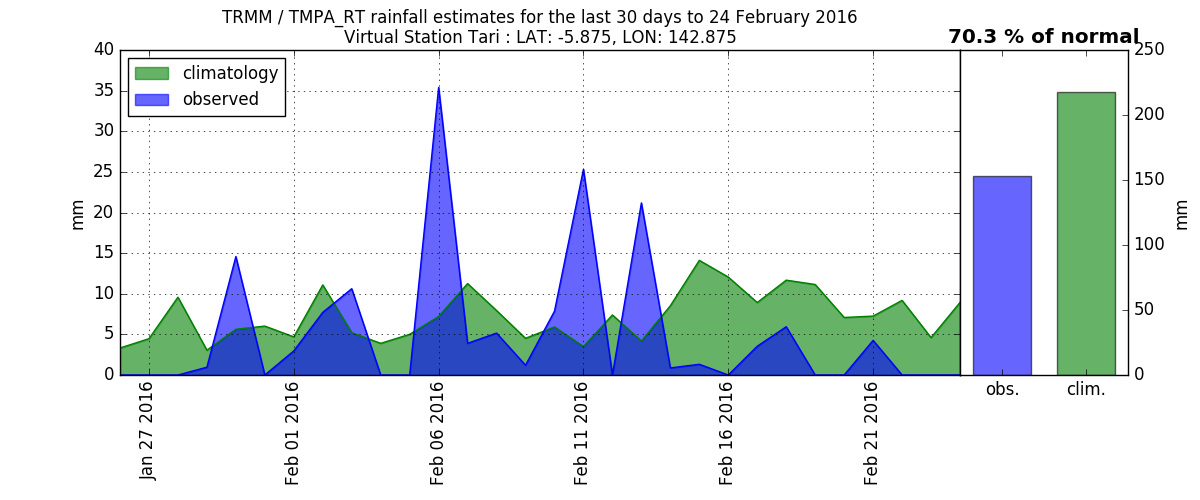 TRMM / TMPA_RT rainfall estimates for the last 30 days to 24 February 2016
Virtual Station Tari : LAT: -5.875, LON: 142.875
70.3 % of normal
climatology
observed
40
35
30
25
20
15
10
5
0
mm
Jan 27 2016
Feb 01 2016
Feb 06 2016
Feb 11 2016
Feb 16 2016
Feb 21 2016
250
200
150
100
50
0
mm
obs.
clim.